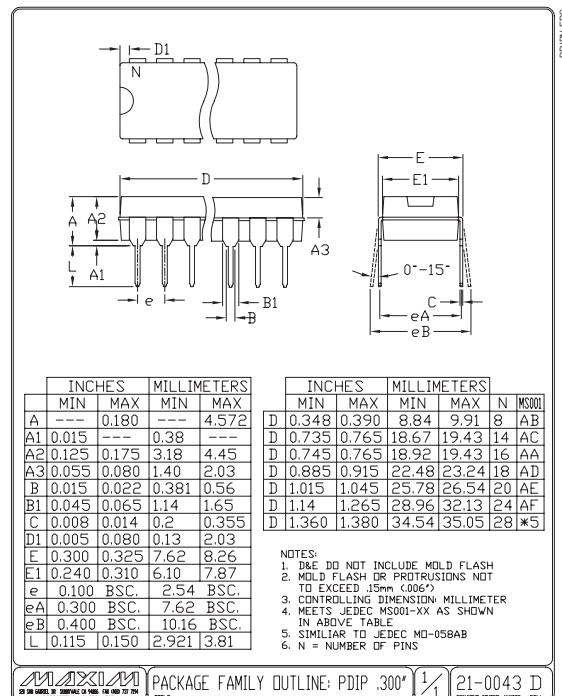 D1
N
D
E
E1
A
A2
A3
L
A1
0°-15°
e
B1
B
C
eA
eB
INCHES MILLIMETERS
MIN MAX MIN MAX
A --- 0.180 --- 4.572
A1 0.015 --- 0.38 ---
A2 0.125 0.175 3.18 4.45
A3 0.055 0.080 1.40 2.03
B 0.015 0.022 0.381 0.56
B1 0.045 0.065 1.14 1.65
C 0.008 0.014 0.2 0.355
D1 0.005 0.080 0.13 2.03
E 0.300 0.325 7.62 8.26
E1 0.240 0.310 6.10 7.87
e 0.100 BSC. 2.54 BSC.
eA 0.300 BSC. 7.62 BSC.
eB 0.400 BSC. 10.16 BSC.
L 0.115 0.150 2.921 3.81
INCHES MILLIMETERS
MIN MAX MIN MAX N MS001
D 0.348 0.390 8.84 9.91 8 AB
D 0.735 0.765 18.67 19.43 14 AC
D 0.745 0.765 18.92 19.43 16 AA
D 0.885 0.915 22.48 23.24 18 AD
D 1.015 1.045 25.78 26.54 20 AE
D 1.14 1.265 28.96 32.13 24 AF
D 1.360 1.380 34.54 35.05 28 *5
NOTES:
1. D&E DO NOT INCLUDE MOLD FLASH
2. MOLD FLASH OR PROTRUSIONS NOT
TO EXCEED .15mm (.006")
3. CONTROLLING DIMENSION: MILLIMETER
4. MEETS JEDEC MS001-XX AS SHOWN
IN ABOVE TABLE
5. SIMILIAR TO JEDEC MO-058AB
6. N = NUMBER OF PINS
MAXIM
PACKAGE FAMILY OUTLINE: PDIP .300"
1/1
21-0043 D